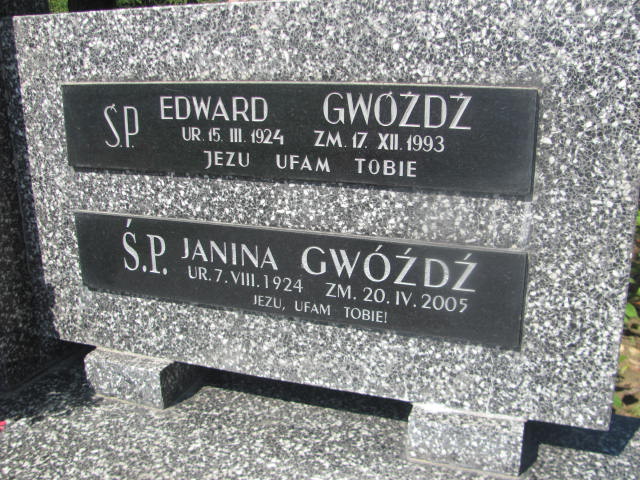 Ś.P. EDWARD GWÓŹDŹ
UR. 15. III. 1924 ZM. 17. XII. 1993
JEZU UFAM TOBIE
Ś.P. JANINA GWÓŹDŹ
UR. 7. VIII. 1924 ZM. 20. IV. 2005
JEZU, UFAM TOBIE!